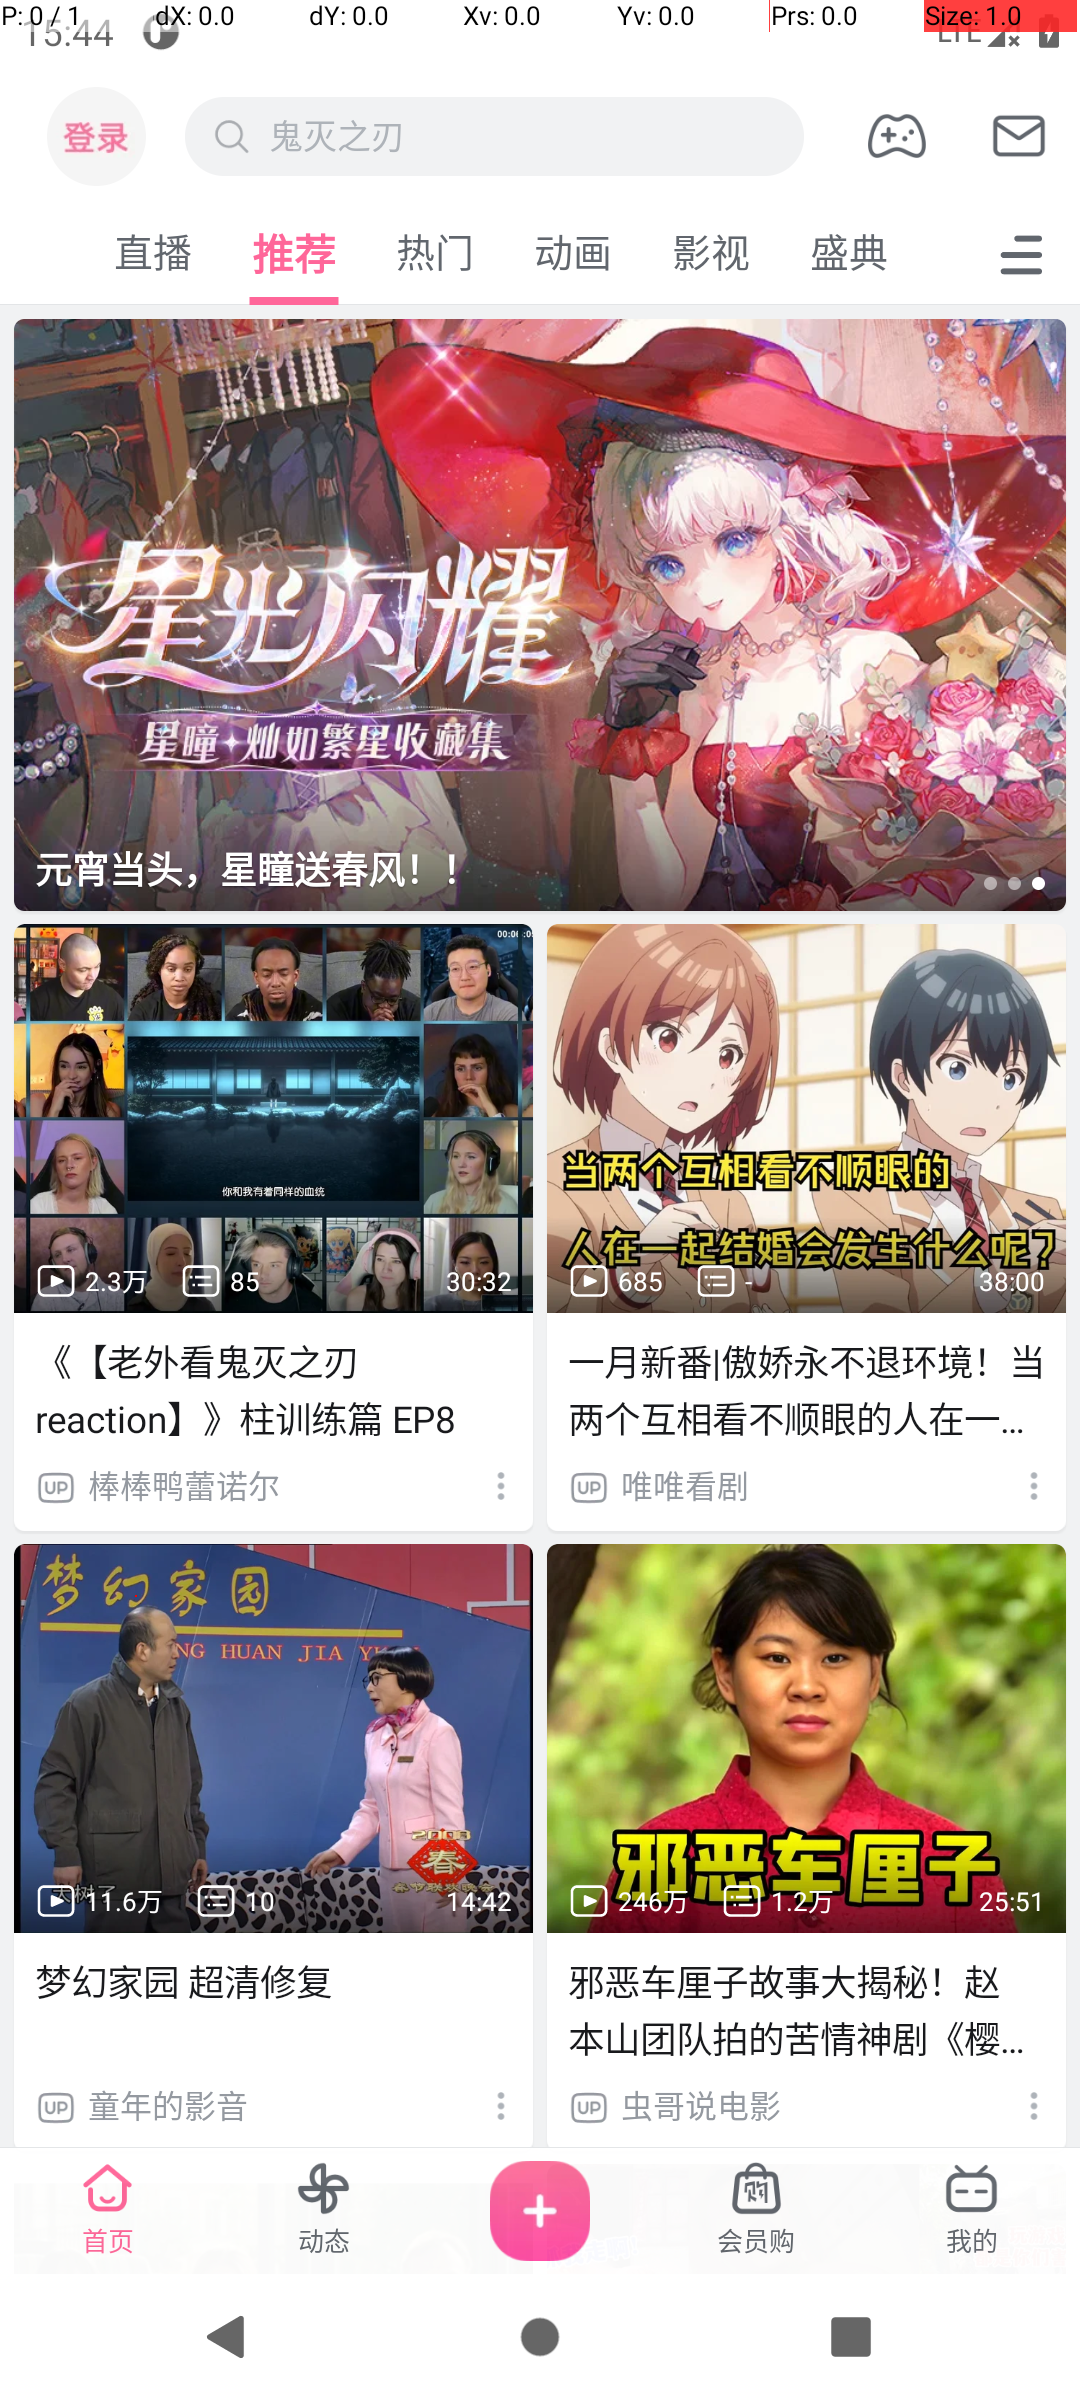 P: 0 / 1 dX: 0.0 dY: 0.0 Xv: 0.0 Yv: 0.0 Prs: 0.0 Size: 1.0
15:44 LTE
登录 鬼灭之刃
直播 推荐 热门 动画 影视 盛典
星光闪耀
星瞳·灿如繁星收藏集
元宵当头，星瞳送春风！！
你和我有着同样的血统
2.3万 85 30:32
当两个互相看不顺眼的
人在一起结婚会发生什么呢?
685 - 38:00
《【老外看鬼灭之刃
reaction】》柱训练篇 EP8
UP 棒棒鸭蕾诺尔
一月新番|傲娇永不退环境！当
两个互相看不顺眼的人在一...
UP 唯唯看剧
梦幻家园
NG HUAN JIA Y
2003
春
11.6万 10 14:42
邪恶车厘子
246万 1.2万 25:51
梦幻家园 超清修复
UP 童年的影音
邪恶车厘子故事大揭秘！赵
本山团队拍的苦情神剧《樱...
UP 虫哥说电影
首页 动态 会员购 我的